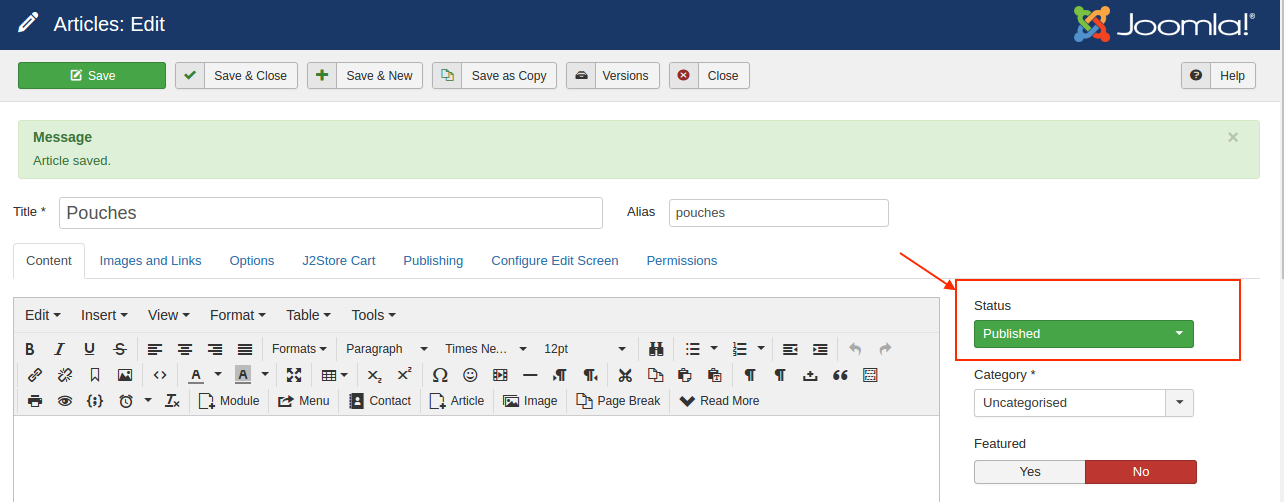 Articles: Edit
Joomla!®
Save
Save & Close
Save & New
Save as Copy
Versions
Close
Help
Message
×
Article saved.
Title *
Pouches
Alias
pouches
Content
Images and Links
Options
J2Store Cart
Publishing
Configure Edit Screen
Permissions
Edit
Insert
View
Format
Table
Tools
B I U S
Formats
Paragraph
Times Ne...
12pt
A
A
Module
Menu
Contact
Article
Image
Page Break
Read More
Status
Published
Category *
Uncategorised
Featured
Yes
No